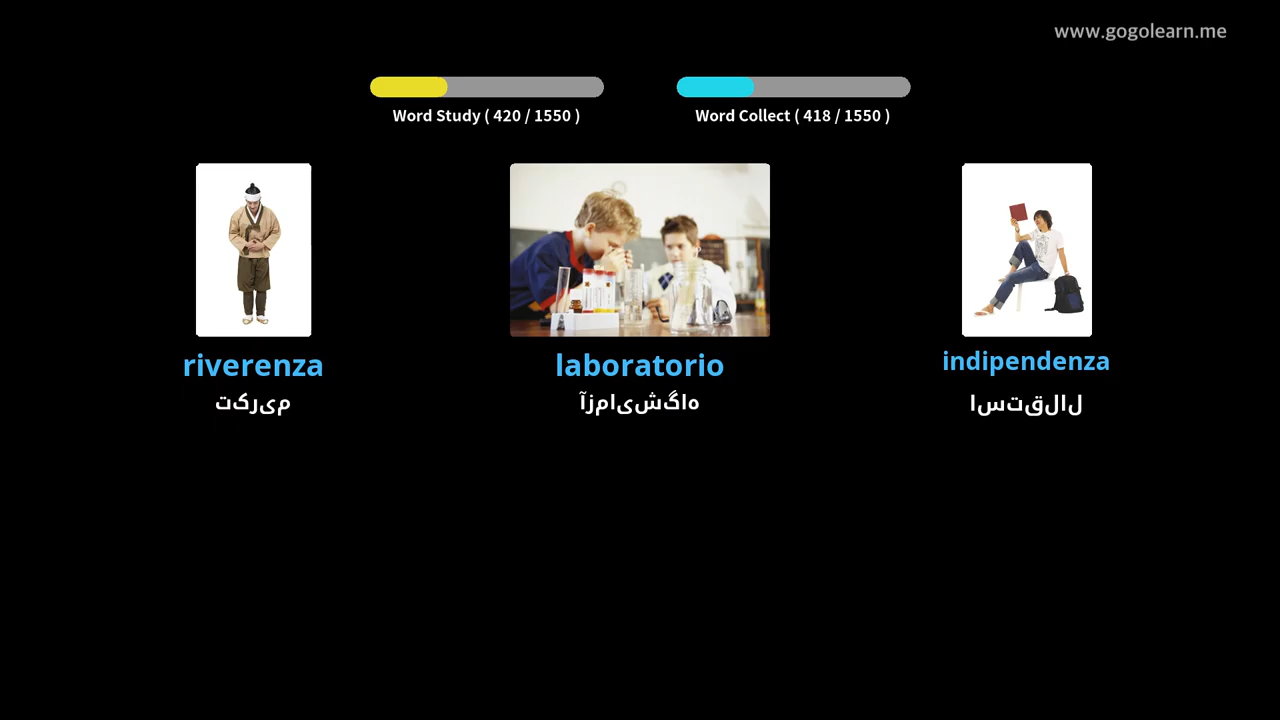 www.gogolearn.me
Word Study ( 420 / 1550 )
Word Collect ( 418 / 1550 )
riverenza
laboratorio
indipendenza
میرکت
هاگشیامزآ
لالقتسا